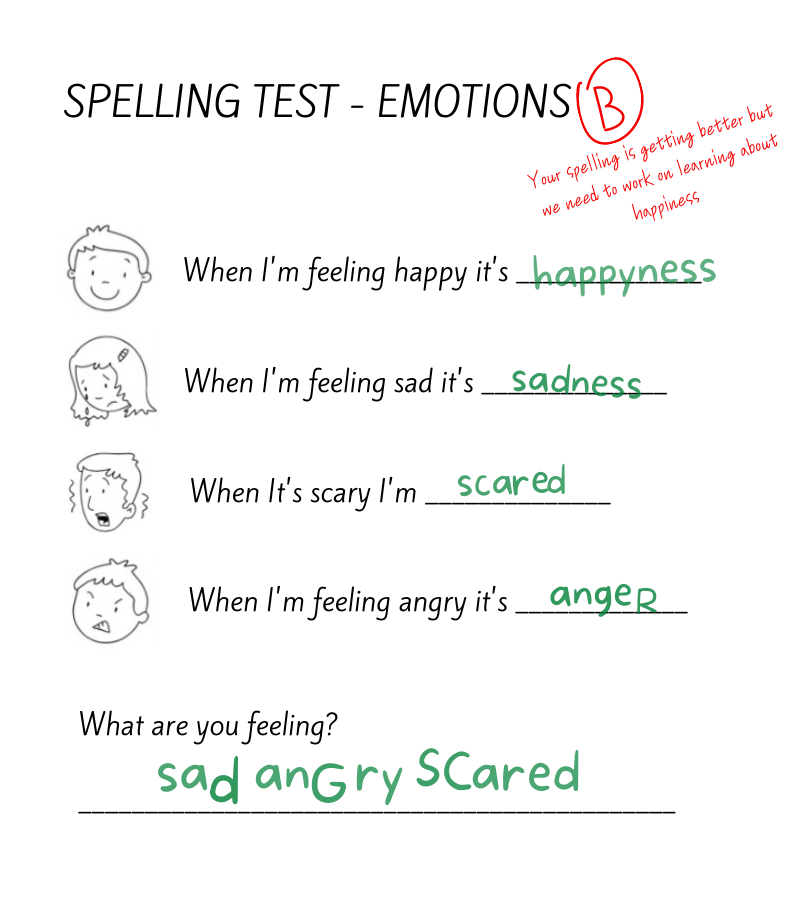 SPELLING TEST - EMOTIONS B
Your spelling is getting better but
we need to work on learning about
happiness
When I'm feeling happy it's happyness
When I'm feeling sad it's sadness
When It's scary I'm scared
When I'm feeling angry it's angeR
What are you feeling?
sad anGry SCared